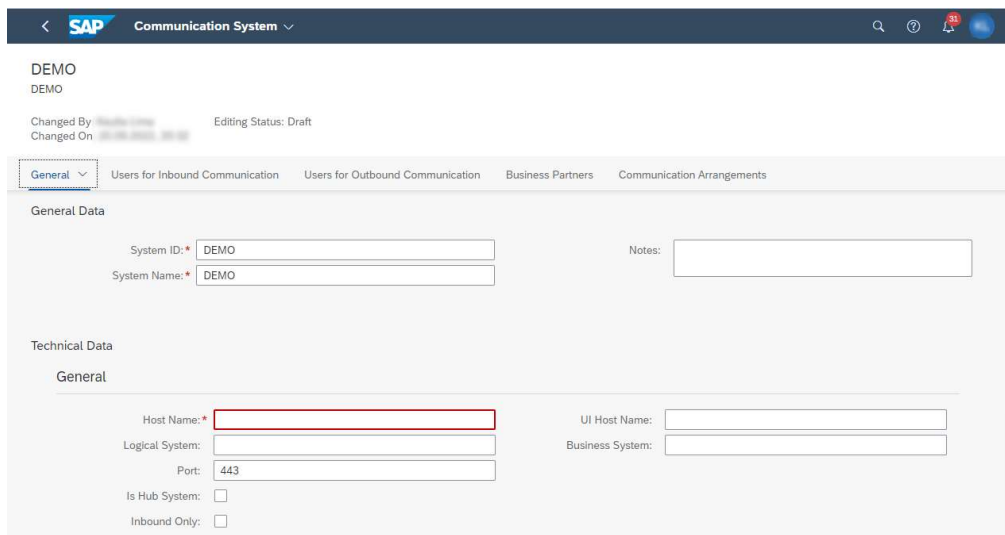 SAP Communication System
31
DEMO
DEMO
Changed By Editing Status: Draft
Changed On
General Users for Inbound Communication Users for Outbound Communication Business Partners Communication Arrangements
General Data
System ID:* DEMO Notes:
System Name:* DEMO
Technical Data
General
Host Name:* UI Host Name:
Logical System: Business System:
Port: 443
Is Hub System:
Inbound Only: